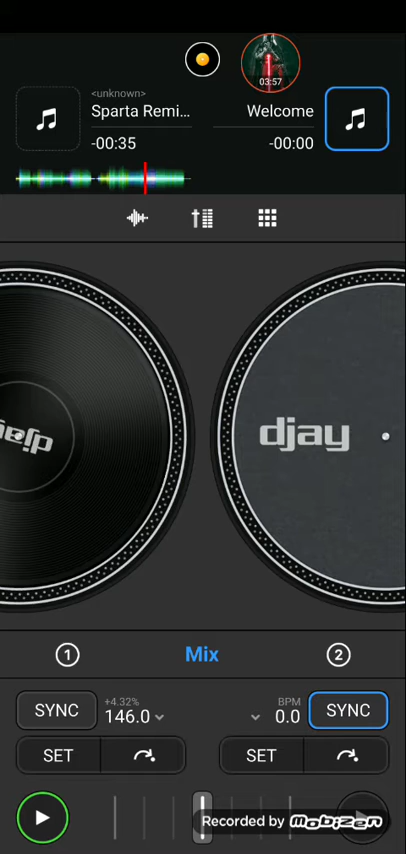 03:57
<unknown>
Sparta Remi... Welcome
-00:35 -00:00
djay djay
1 Mix 2
+4.32% BPM
SYNC 146.0 0.0 SYNC
SET SET
Recorded by Mobizen